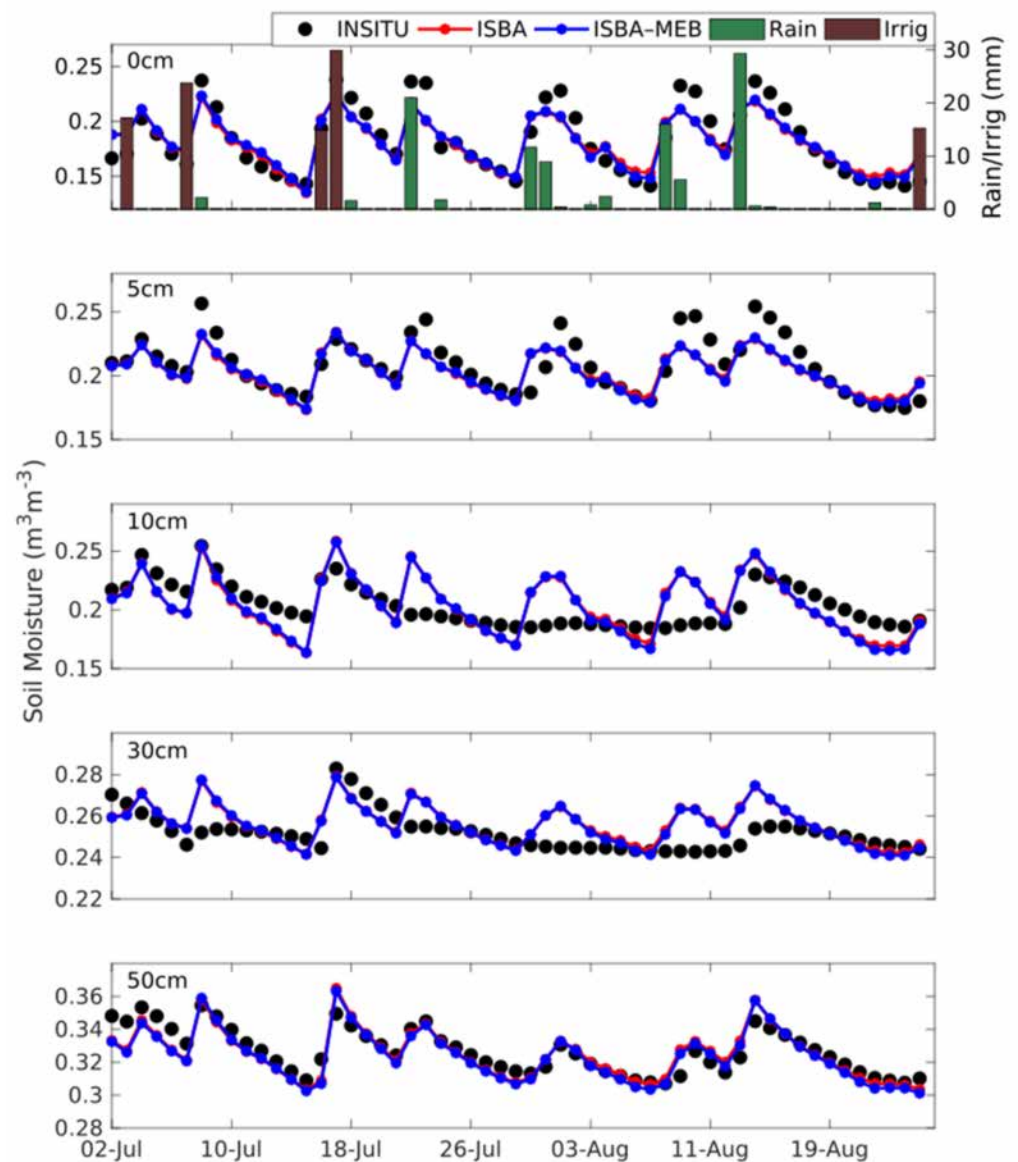 INSITU ISBA ISBA-MEB Rain Irrig
0cm
0.25
0.2
0.15
30
20
10
0
Rain/Irrig (mm)
5cm
0.25
0.2
0.15
10cm
0.25
0.2
0.15
Soil Moisture (m³m⁻³)
30cm
0.28
0.26
0.24
0.22
50cm
0.36
0.34
0.32
0.3
0.28
02-Jul 10-Jul 18-Jul 26-Jul 03-Aug 11-Aug 19-Aug